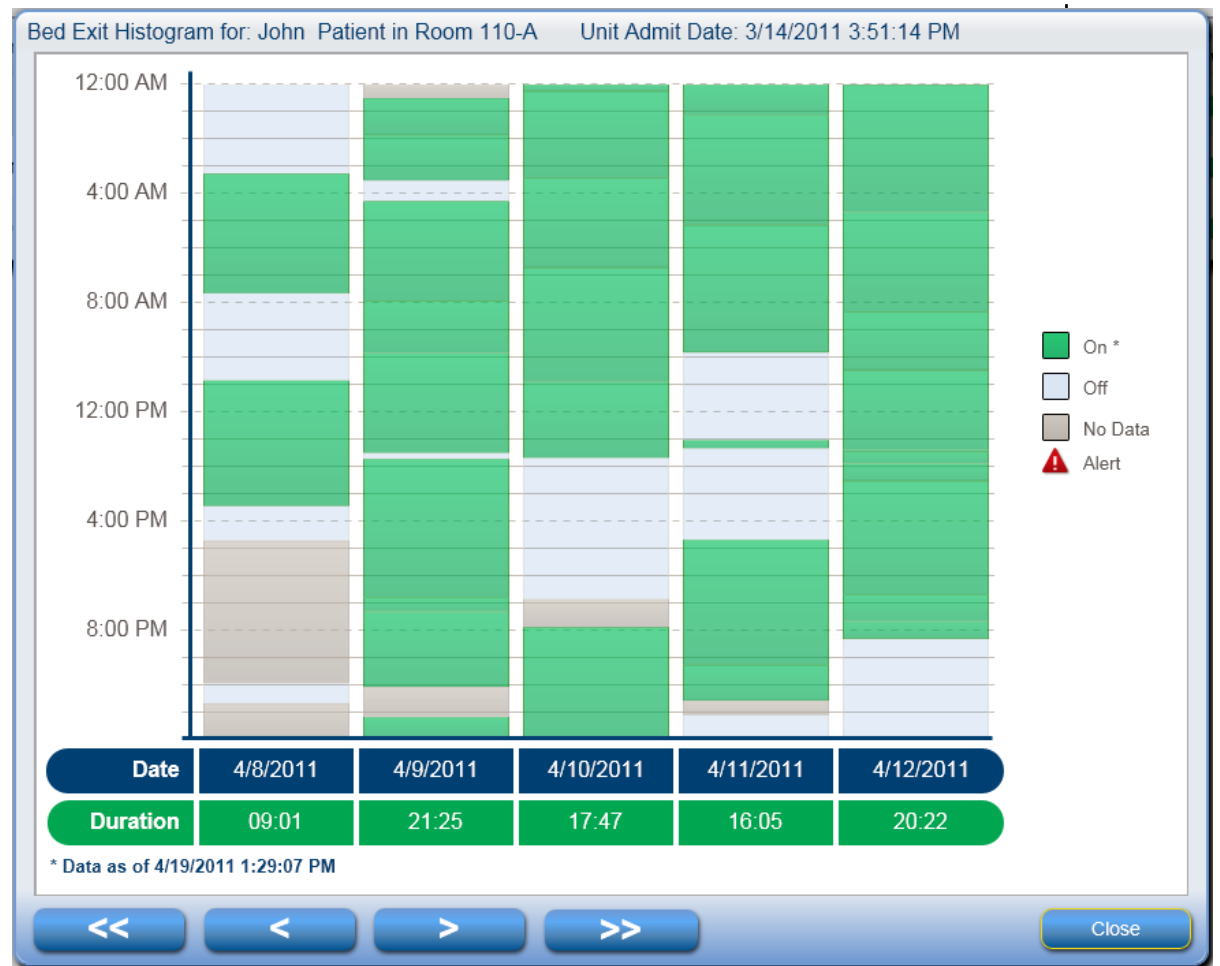 Bed Exit Histogram for: John  Patient in Room 110-A Unit Admit Date: 3/14/2011 3:51:14 PM
12:00 AM
4:00 AM
8:00 AM
12:00 PM
4:00 PM
8:00 PM
On *
Off
No Data
Alert
Date 4/8/2011 4/9/2011 4/10/2011 4/11/2011 4/12/2011
Duration 09:01 21:25 17:47 16:05 20:22
* Data as of 4/19/2011 1:29:07 PM
<< < > >> Close